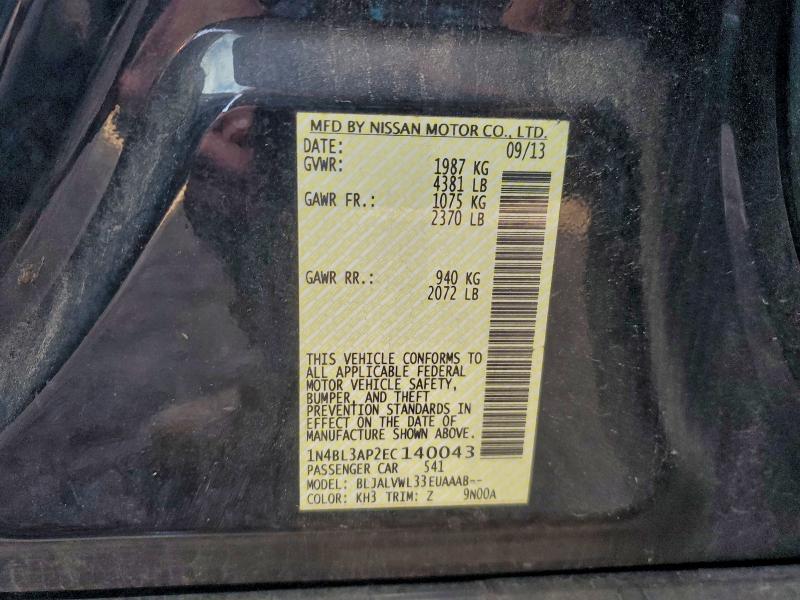 MFD BY NISSAN MOTOR CO., LTD.
DATE: 09/13
GVWR: 1987 KG
4381 LB
GAWR FR.: 1075 KG
2370 LB
GAWR RR.: 940 KG
2072 LB
THIS VEHICLE CONFORMS TO
ALL APPLICABLE FEDERAL
MOTOR VEHICLE SAFETY,
BUMPER, AND THEFT
PREVENTION STANDARDS IN
EFFECT ON THE DATE OF
MANUFACTURE SHOWN ABOVE.
1N4BL3AP2EC140043
PASSENGER CAR S41
MODEL: BLJALVWL33EUAAAB--
COLOR: KH3 TRIM: Z 9N00A